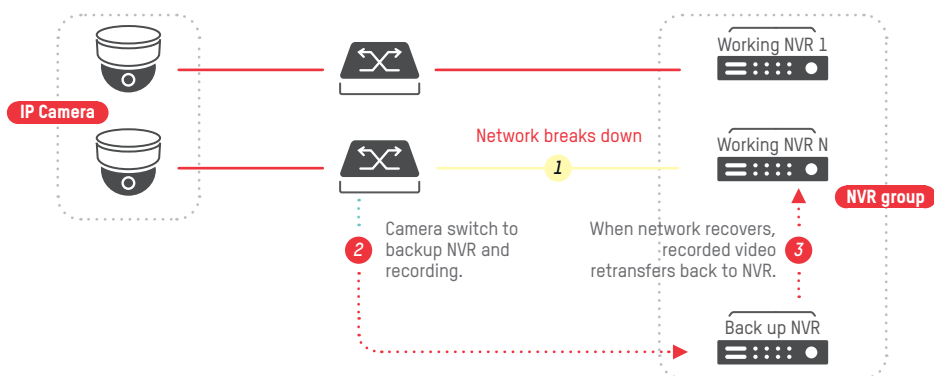 Working NVR 1
IP Camera
Network breaks down
1
Working NVR N
NVR group
2
Camera switch to
backup NVR and
recording.
When network recovers,
recorded video
retransfers back to NVR.
3
Back up NVR